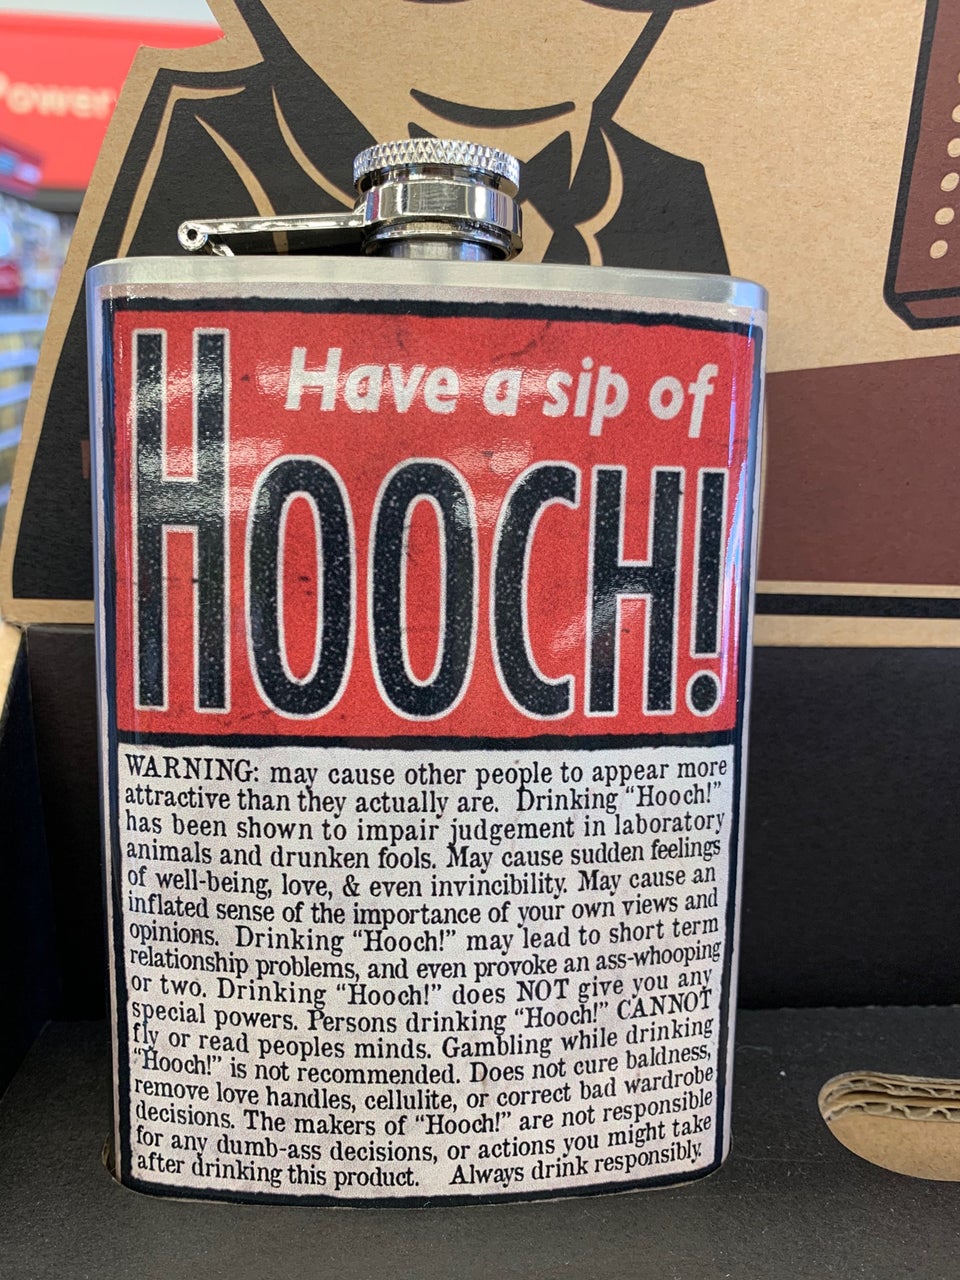 Power
Have a sip of
HOOCH!
WARNING: may cause other people to appear more
attractive than they actually are. Drinking “Hooch!”
has been shown to impair judgement in laboratory
animals and drunken fools. May cause sudden feelings
of well-being, love, & even invincibility. May cause an
inflated sense of the importance of your own views and
opinions. Drinking “Hooch!” may lead to short term
relationship problems, and even provoke an ass-whooping
or two. Drinking “Hooch!” does NOT give you any
special powers. Persons drinking “Hooch!” CANNOT
fly or read peoples minds. Gambling while drinking
“Hooch!” is not recommended. Does not cure baldness,
remove love handles, cellulite, or correct bad wardrobe
decisions. The makers of “Hooch!” are not responsible
for any dumb-ass decisions, or actions you might take
after drinking this product. Always drink responsibly.